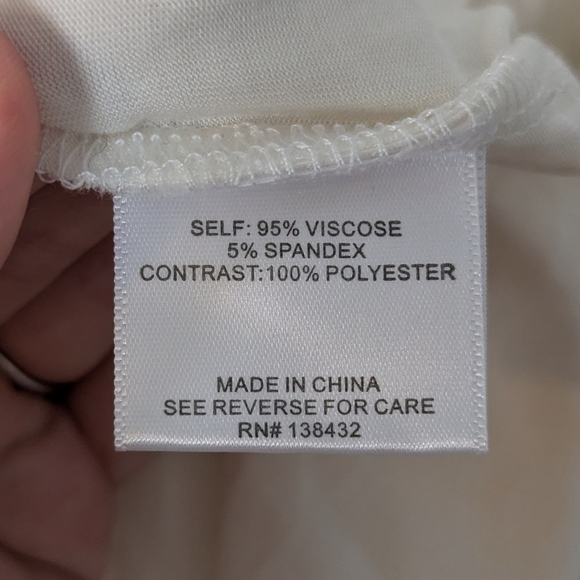 SELF: 95% VISCOSE
5% SPANDEX
CONTRAST:100% POLYESTER
MADE IN CHINA
SEE REVERSE FOR CARE
RN# 138432